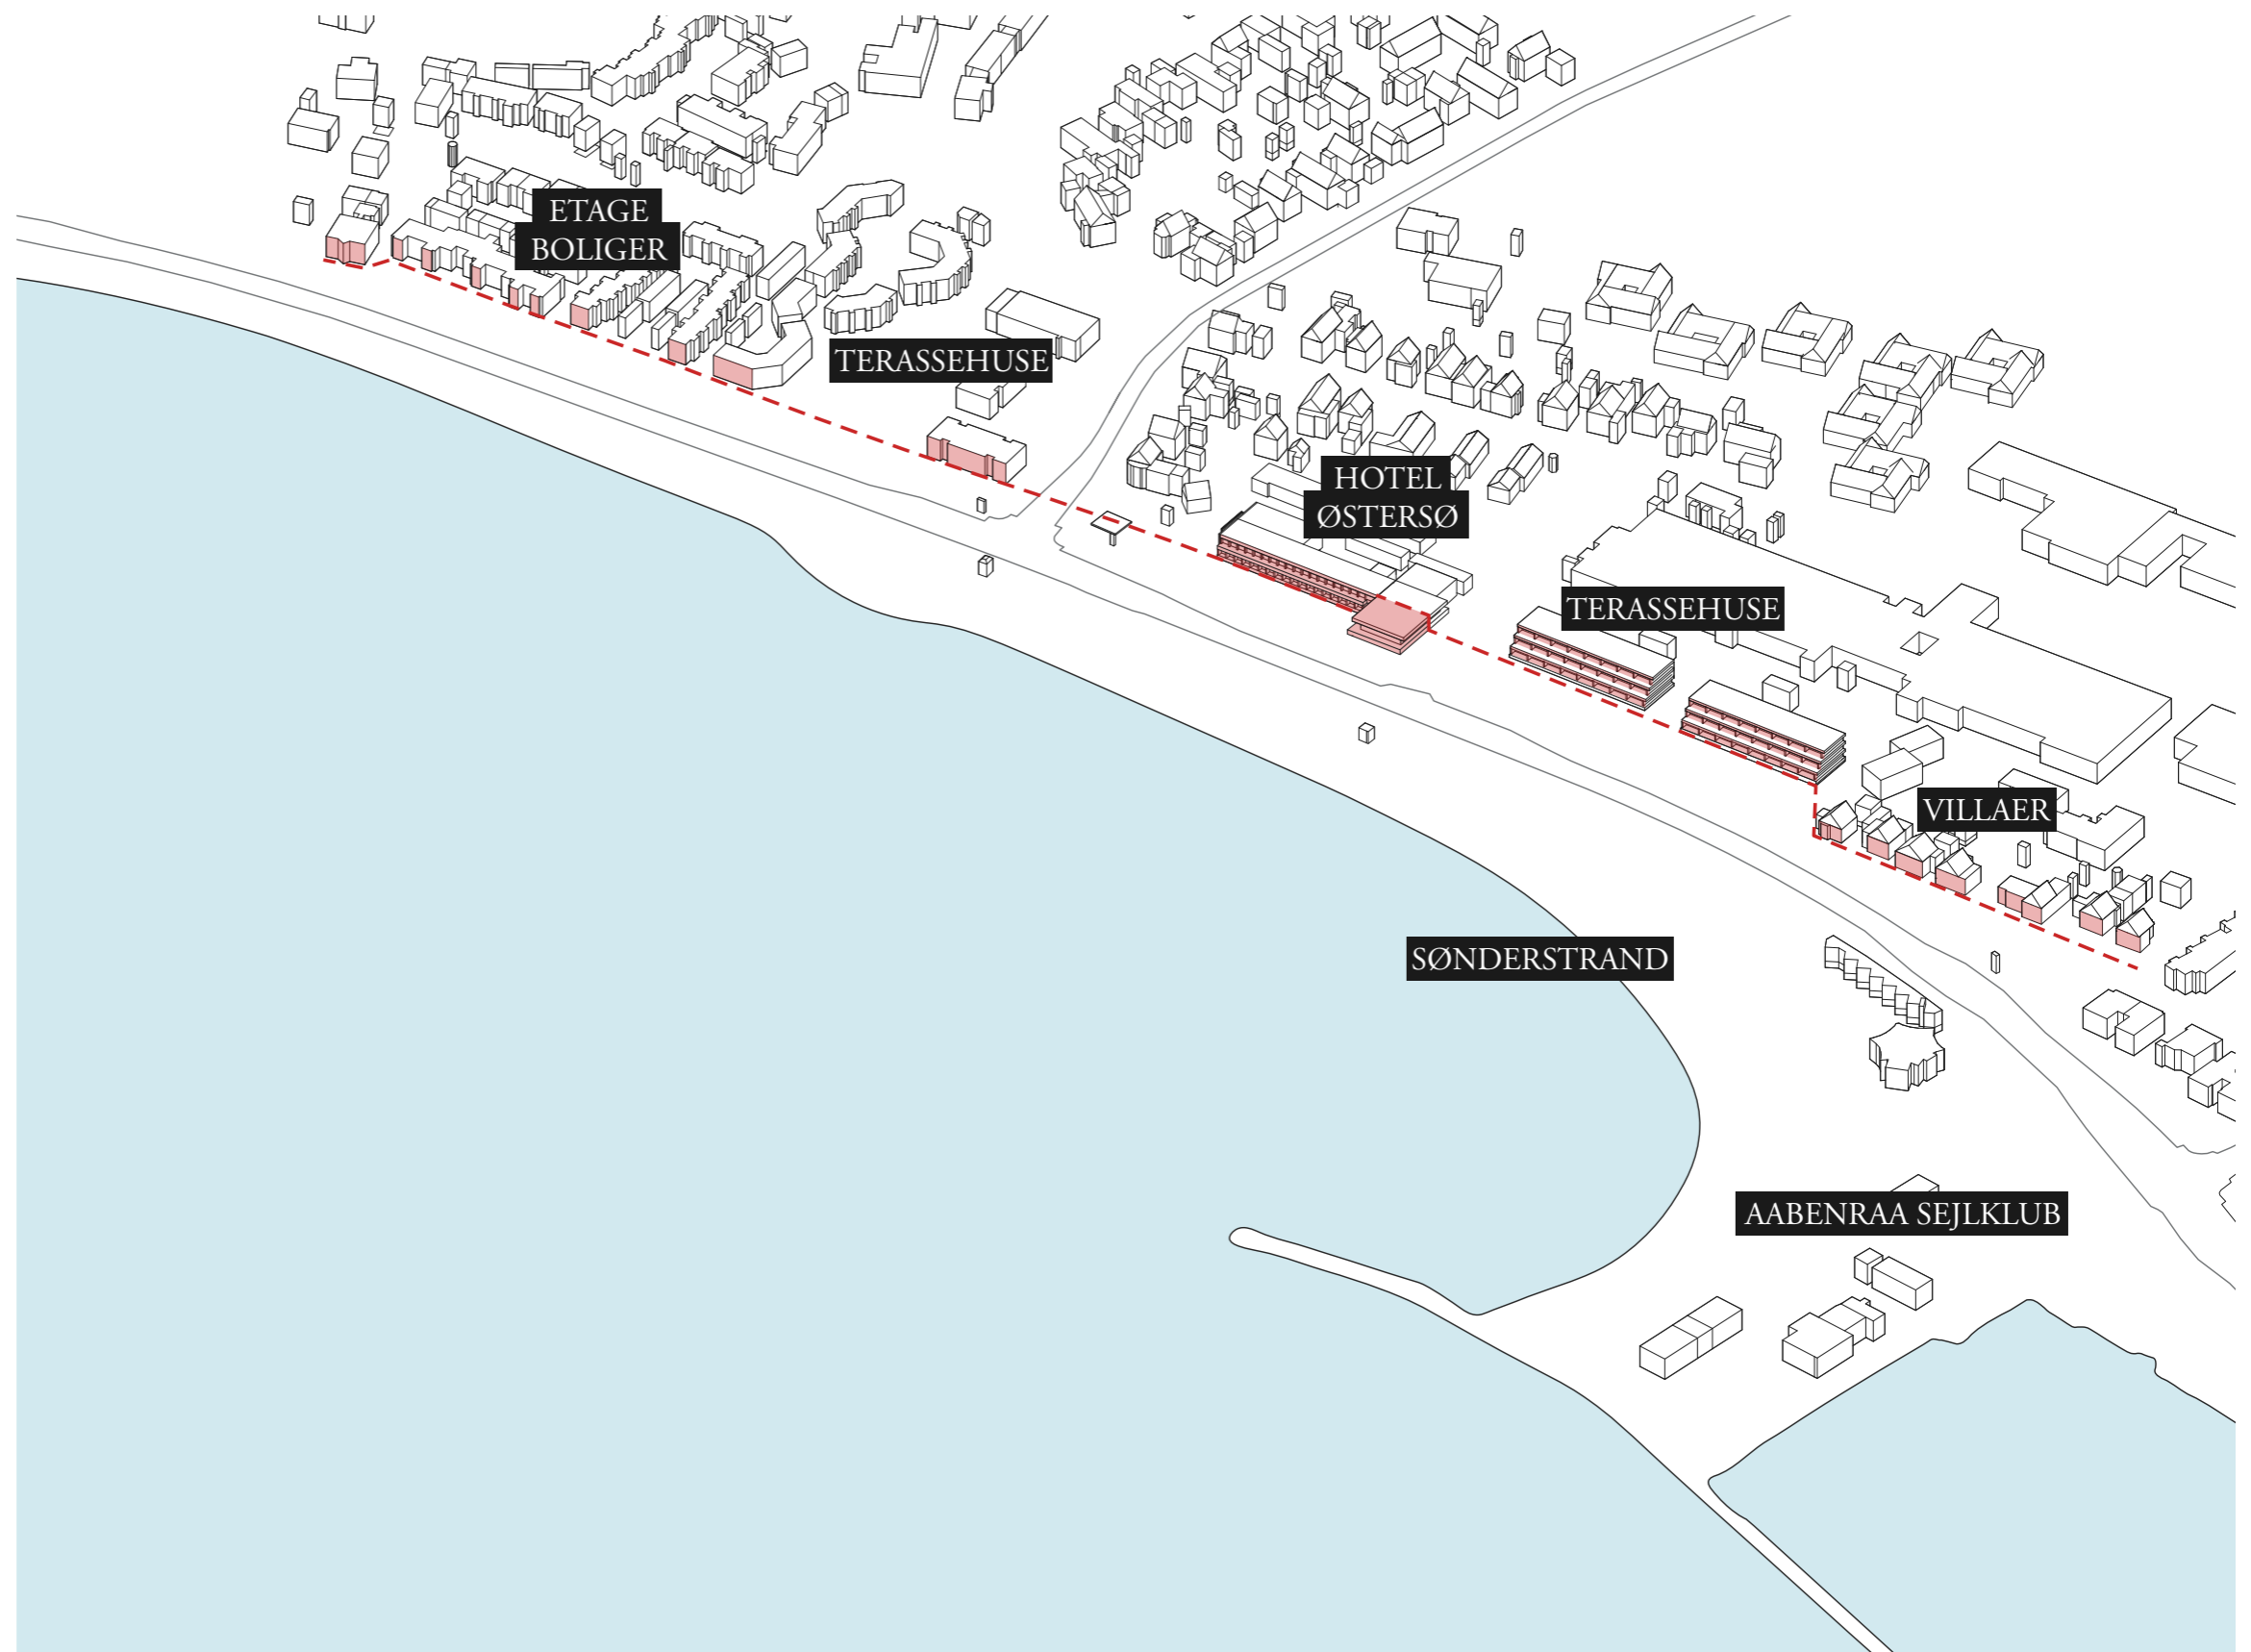 ETAGE
BOLIGER
TERASSEHUSE
HOTEL
ØSTERSØ
TERASSEHUSE
VILLAER
SØNDERSTRAND
AABENRAA SEJLKLUB